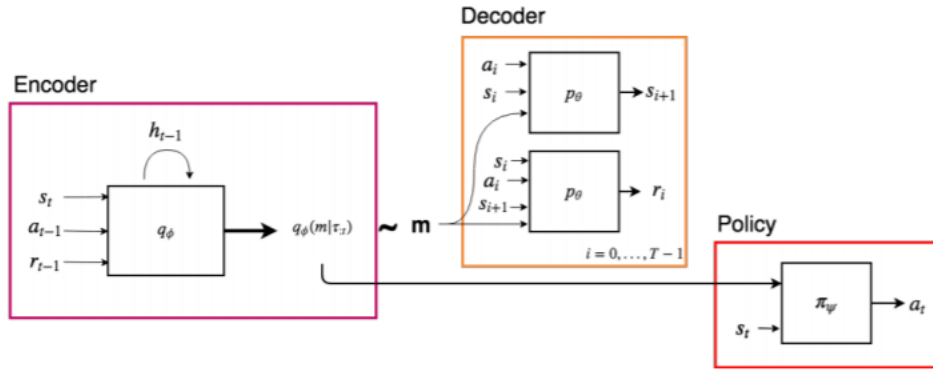 Decoder
Encoder
a_i
s_i
p_θ
s_{i+1}
h_{t−1}
s_t
a_{t−1}
r_{t−1}
q_ϕ
q_ϕ(m|τ_{:t})
~ m
s_i
a_i
s_{i+1}
p_θ
r_i
i = 0, . . . , T − 1
Policy
π_ψ
s_t
a_t